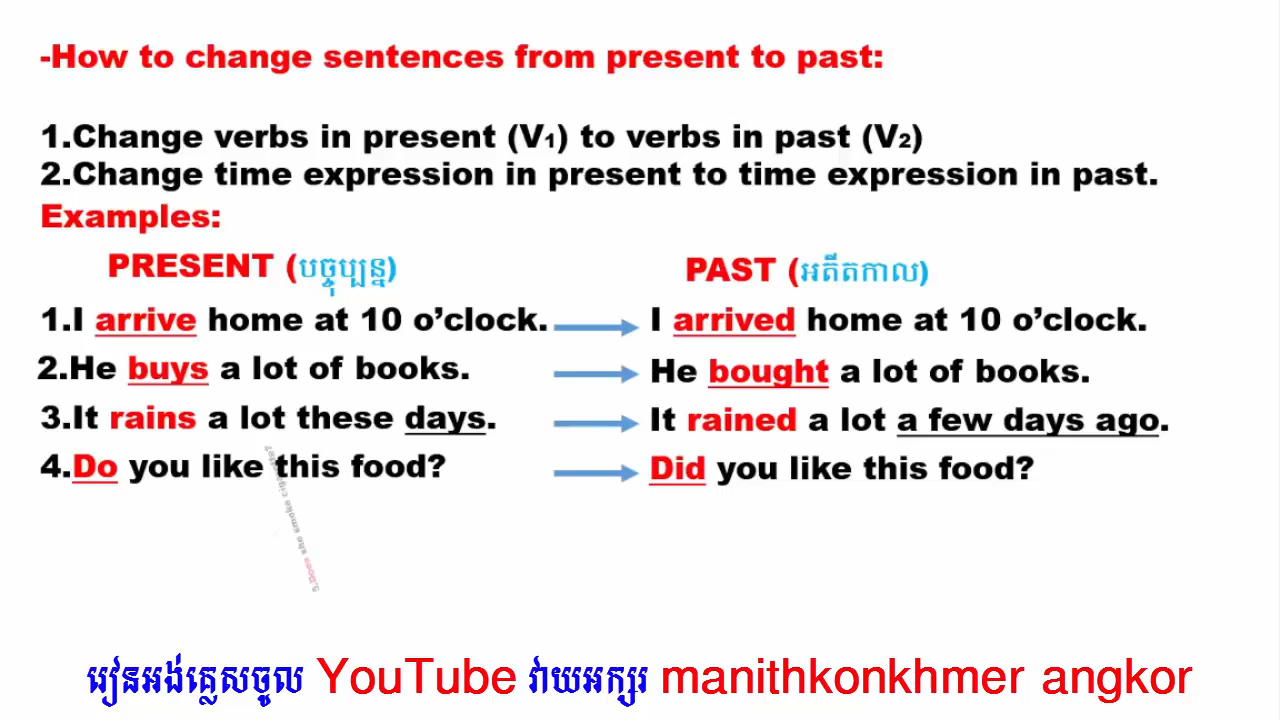 -How to change sentences from present to past:
1.Change verbs in present (V1) to verbs in past (V2)
2.Change time expression in present to time expression in past.
Examples:
PRESENT (បច្ចុប្បន្ន) PAST (អតីតកាល)
1.I arrive home at 10 o’clock. I arrived home at 10 o’clock.
2.He buys a lot of books. He bought a lot of books.
3.It rains a lot these days. It rained a lot a few days ago.
4.Do you like this food? Did you like this food?
5.Does she smoke cigarette?
រៀនអង់គ្លេសចូល YouTube វាយអក្សរ manithkonkhmer angkor